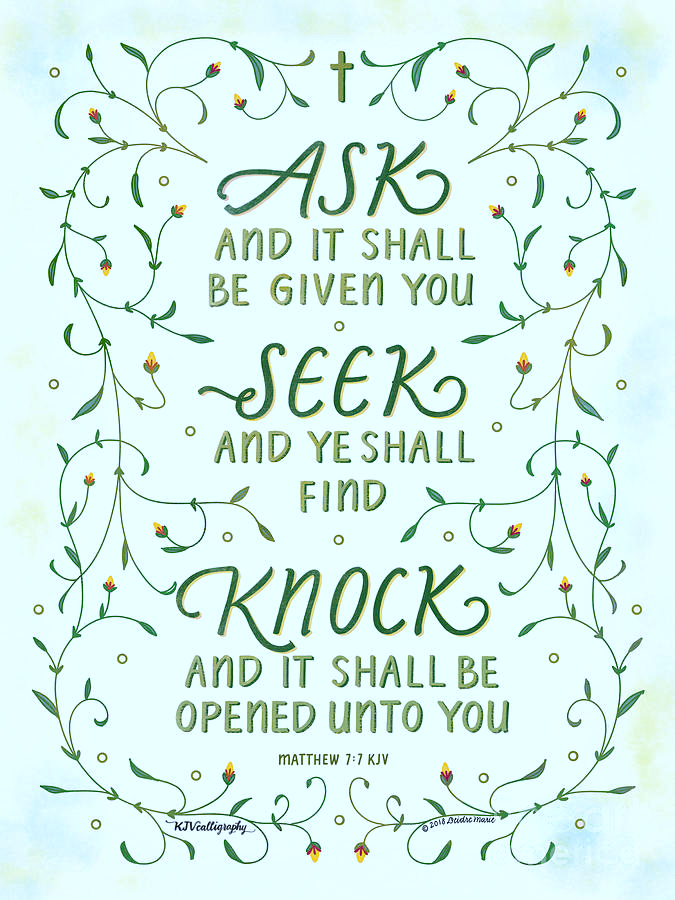 ASK
AND IT SHALL
BE GIVEN YOU
SEEK
AND YE SHALL
FIND
KNOCK
AND IT SHALL BE
OPENED UNTO YOU
MATTHEW 7:7 KJV
KJVcalligraphy
© 2018 Deidre Marie